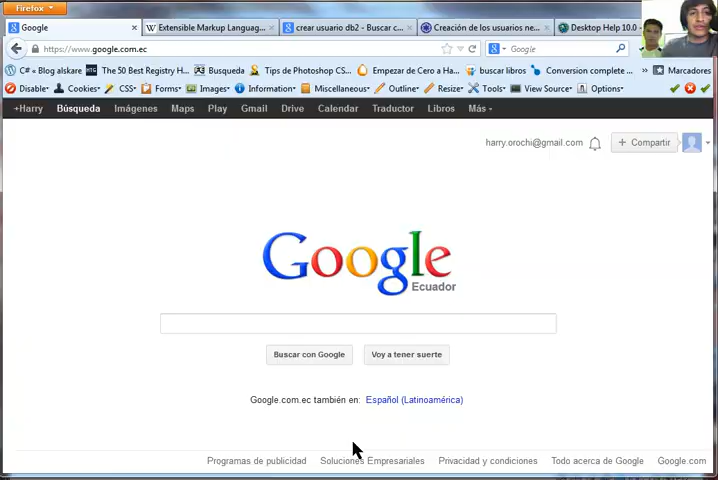 Firefox
Google
Extensible Markup Languag...
crear usuario db2 - Buscar c...
Creación de los usuarios ne...
Desktop Help 10.0 -
https://www.google.com.ec
Google
C# « Blog alskare
The 50 Best Registry H...
Busqueda
Tips de Photoshop CS...
Empezar de Cero a Ha...
buscar libros
Conversion complete ...
»
Marcadores
Disable
Cookies
CSS
Forms
Images
Information
Miscellaneous
Outline
Resize
Tools
View Source
Options
+Harry Búsqueda Imágenes Maps Play Gmail Drive Calendar Traductor Libros Más
harry.orochi@gmail.com
+ Compartir
Google
Ecuador
Buscar con Google
Voy a tener suerte
Google.com.ec también en: Español (Latinoamérica)
Programas de publicidad Soluciones Empresariales Privacidad y condiciones Todo acerca de Google Google.com